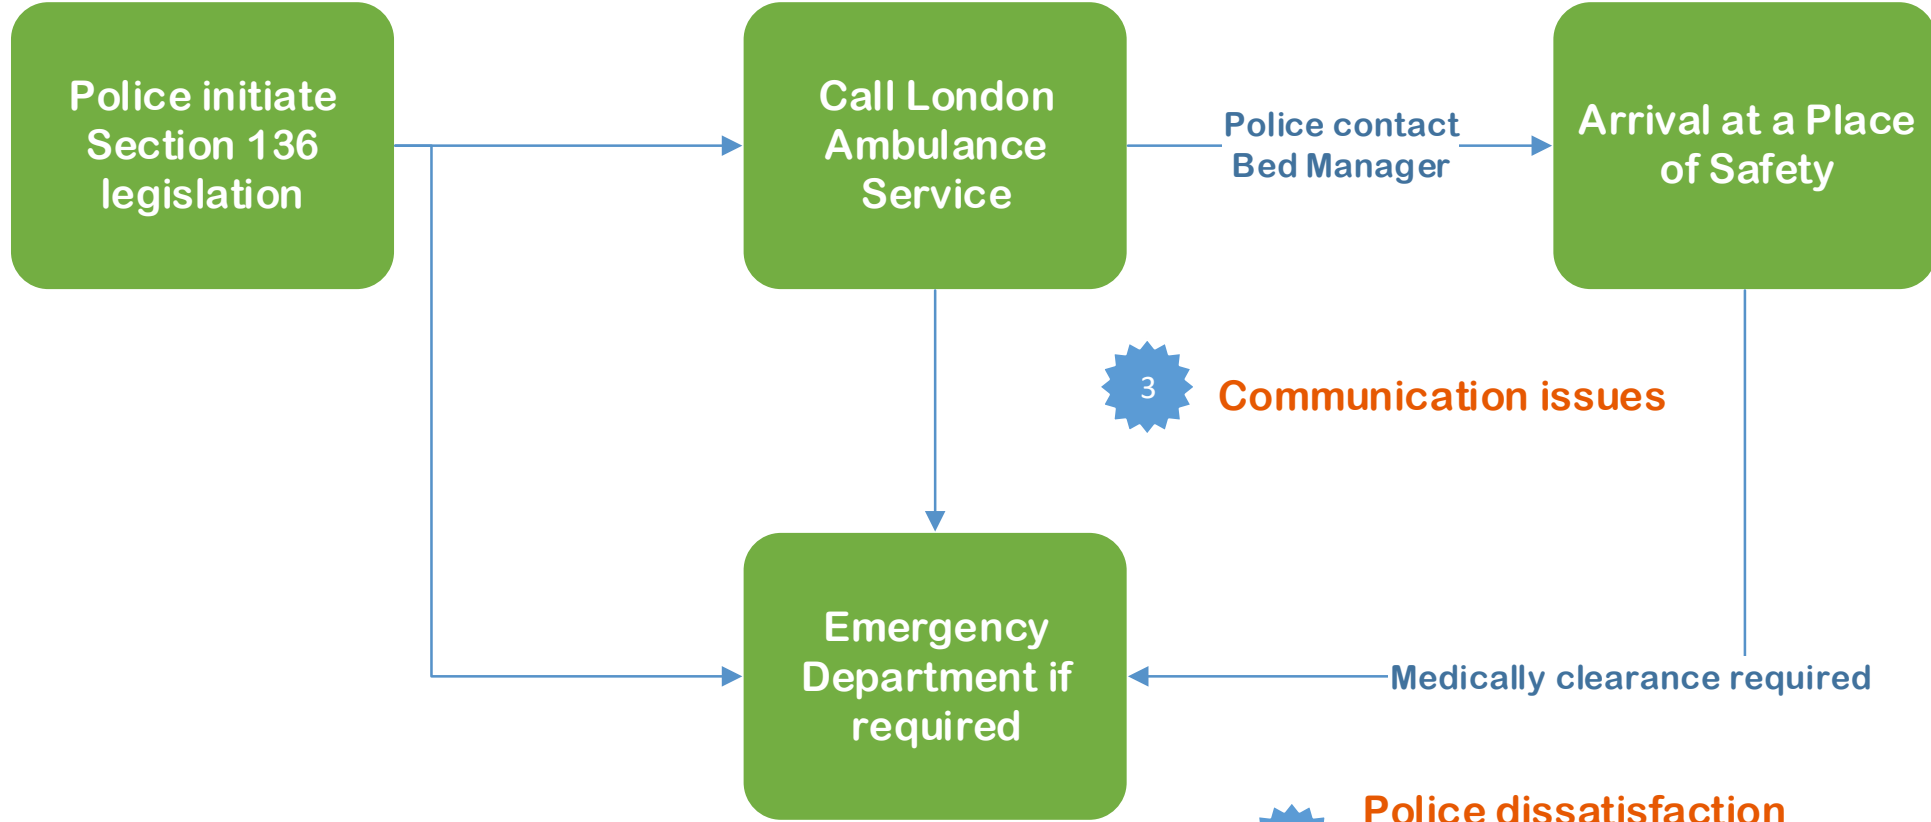 Police initiate
Section 136
legislation
Call London
Ambulance
Service
Police contact
Bed Manager
Arrival at a Place
of Safety
3
Communication issues
Emergency
Department if
required
Medically clearance required
Police dissatisfaction